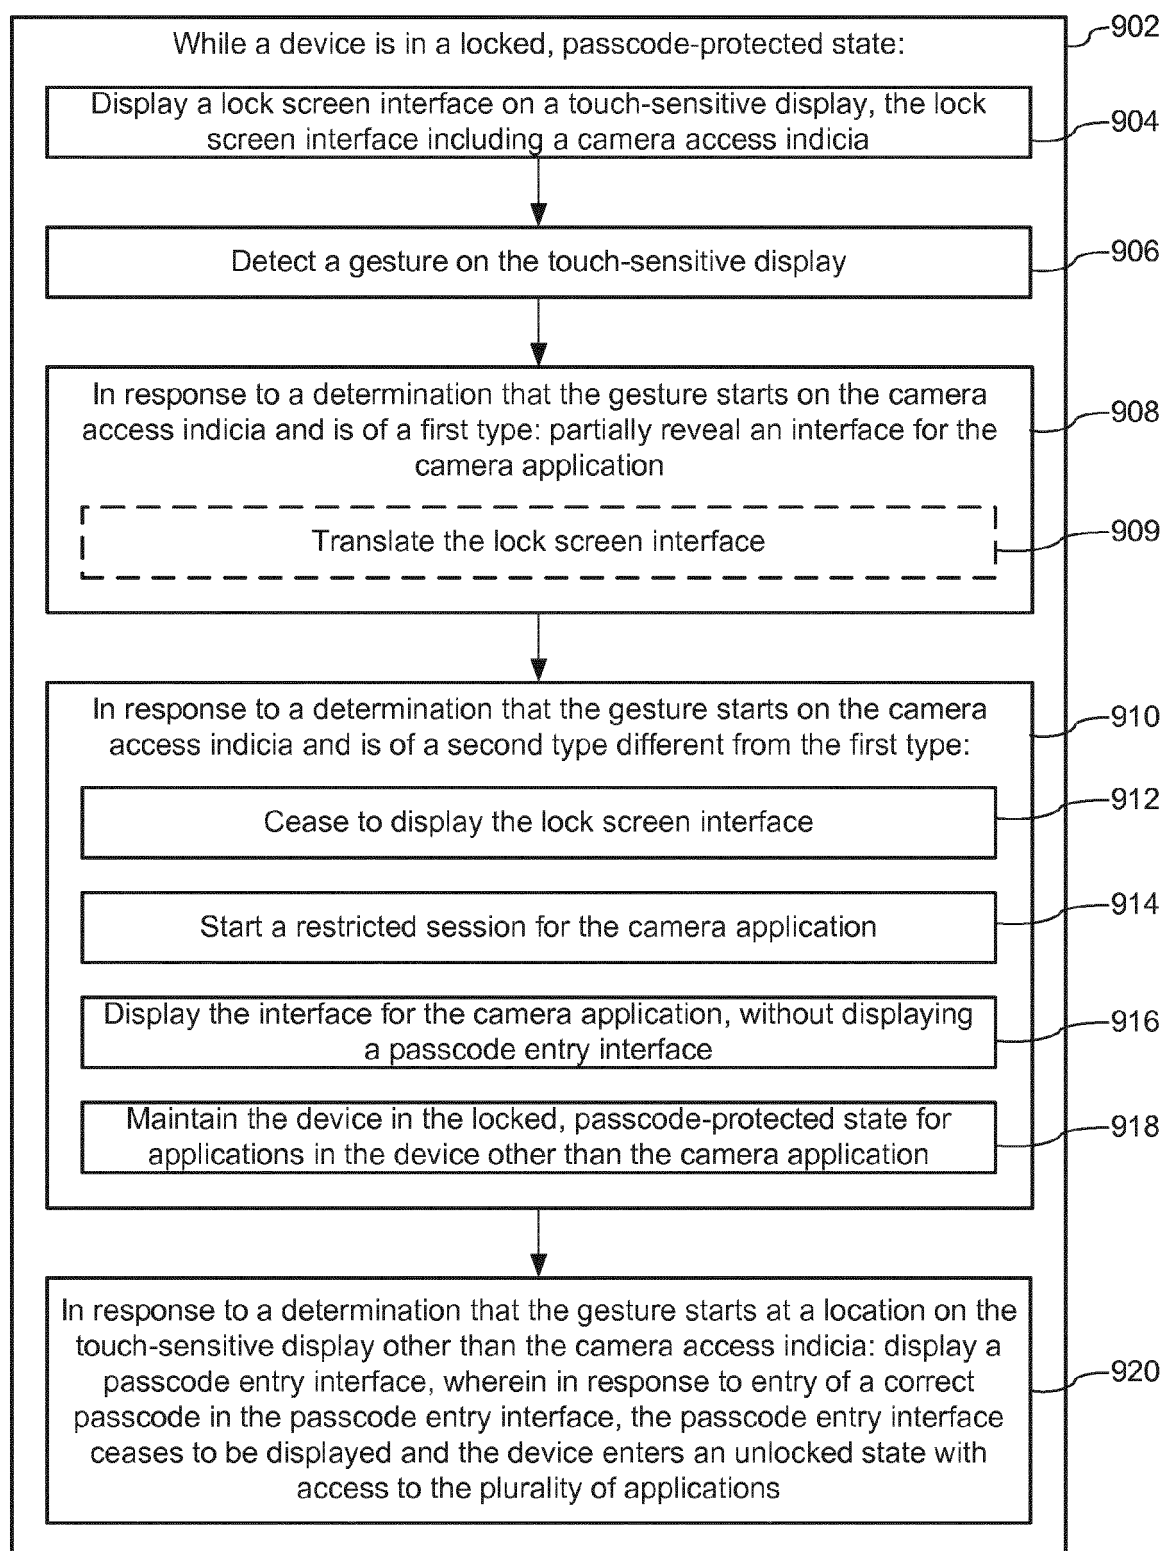 While a device is in a locked, passcode-protected state:
902
Display a lock screen interface on a touch-sensitive display, the lock
screen interface including a camera access indicia
904
Detect a gesture on the touch-sensitive display
906
In response to a determination that the gesture starts on the camera
access indicia and is of a first type: partially reveal an interface for the
camera application
908
Translate the lock screen interface
909
In response to a determination that the gesture starts on the camera
access indicia and is of a second type different from the first type:
910
Cease to display the lock screen interface
912
Start a restricted session for the camera application
914
Display the interface for the camera application, without displaying
a passcode entry interface
916
Maintain the device in the locked, passcode-protected state for
applications in the device other than the camera application
918
In response to a determination that the gesture starts at a location on the
touch-sensitive display other than the camera access indicia: display a
passcode entry interface, wherein in response to entry of a correct
passcode in the passcode entry interface, the passcode entry interface
ceases to be displayed and the device enters an unlocked state with
access to the plurality of applications
920